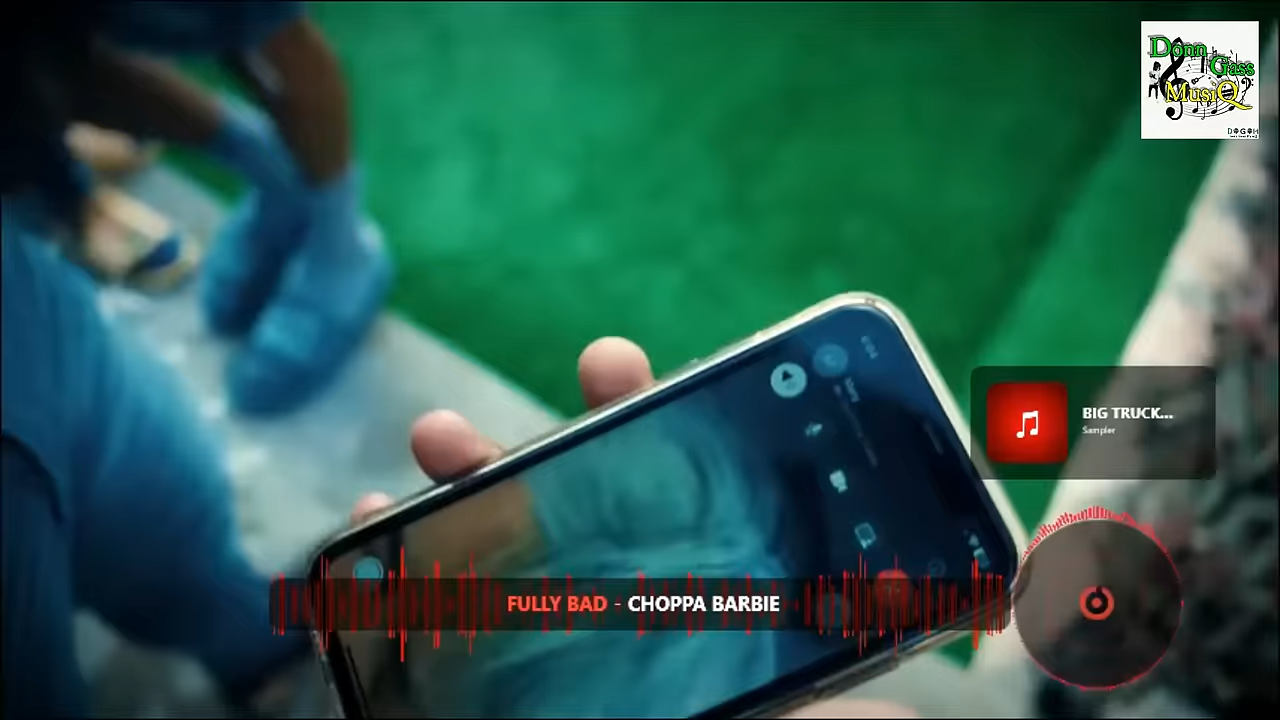 Donn
Gass
MusiQ
BIG TRUCK...
Sampler
FULLY BAD - CHOPPA BARBIE